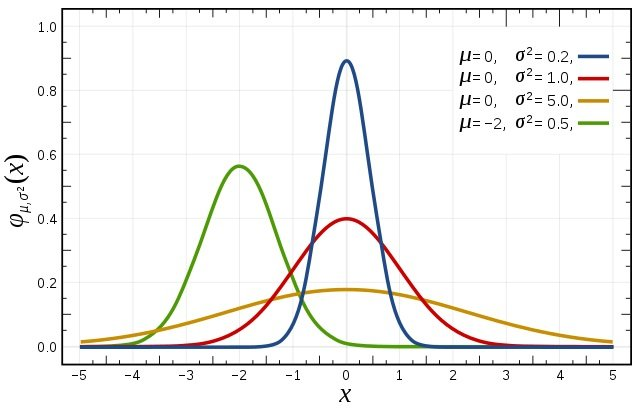 1.0
0.8
0.6
0.4
0.2
0.0
φμ,σ²(x)
μ= 0, σ²= 0.2,
μ= 0, σ²= 1.0,
μ= 0, σ²= 5.0,
μ= −2, σ²= 0.5,
−5 −4 −3 −2 −1 0 1 2 3 4 5
x